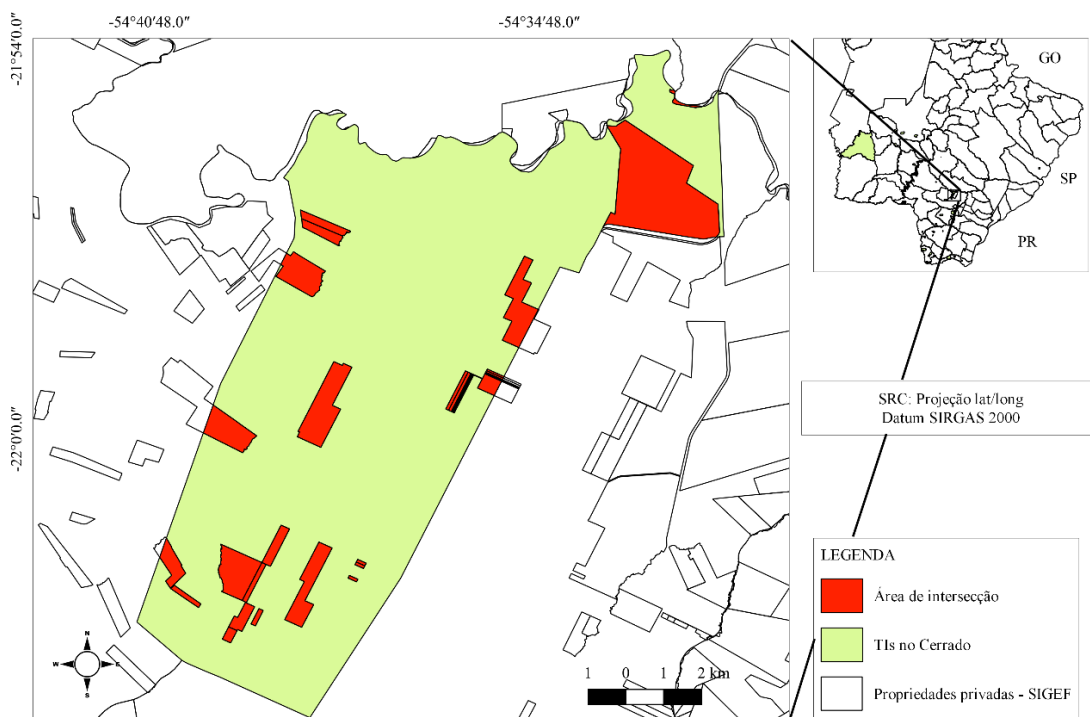 -54°40'48.0″
-54°34'48.0″
-21°54'0.0″
-22°0'0.0″
GO
SP
PR
SRC: Projeção lat/long
Datum SIRGAS 2000
LEGENDA
Área de intersecção
TIs no Cerrado
Propriedades privadas - SIGEF
N
W
E
S
1 0 1 2 km